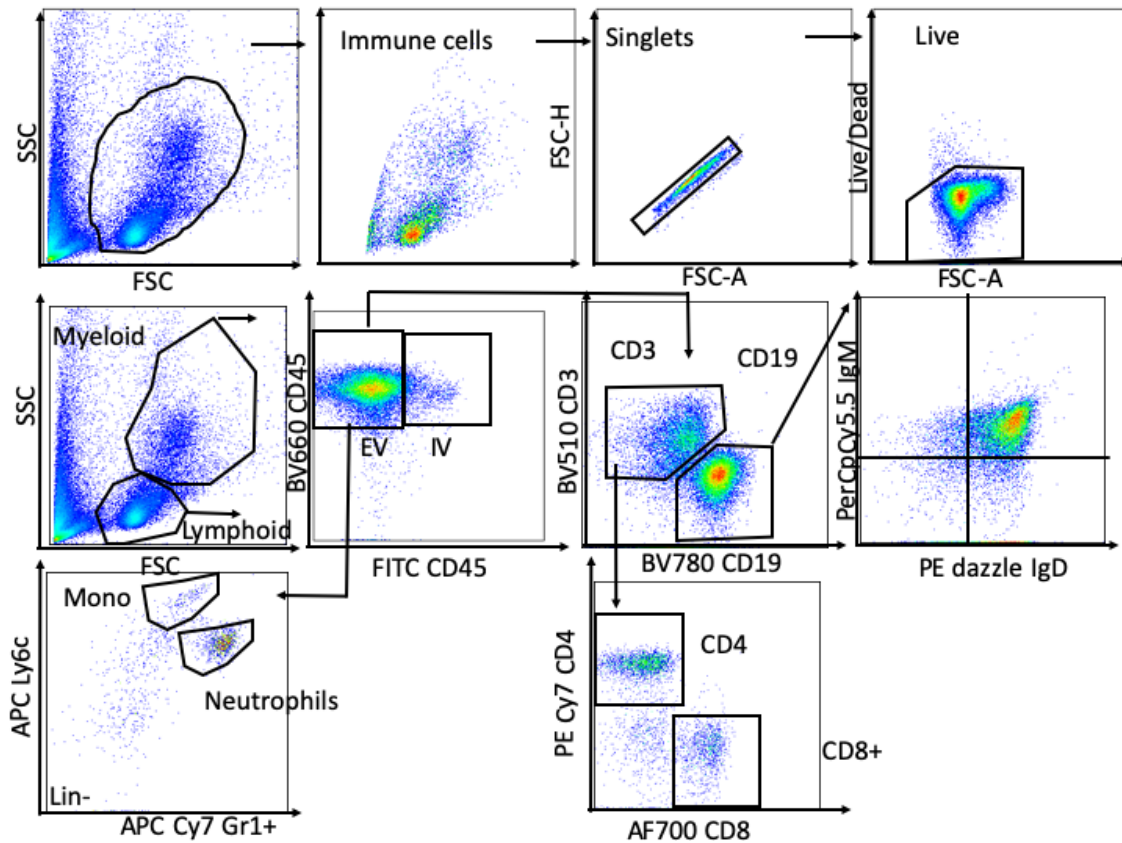 SSC
FSC
Immune cells
FSC-H
Singlets
FSC-A
Live/Dead
Live
FSC-A
SSC
Myeloid
Lymphoid
FSC
BV660 CD45
EV
IV
FITC CD45
BV510 CD3
CD3
CD19
BV780 CD19
PerCpCy5.5 IgM
PE dazzle IgD
APC Ly6c
Mono
Neutrophils
Lin-
APC Cy7 Gr1+
PE Cy7 CD4
CD4
CD8+
AF700 CD8